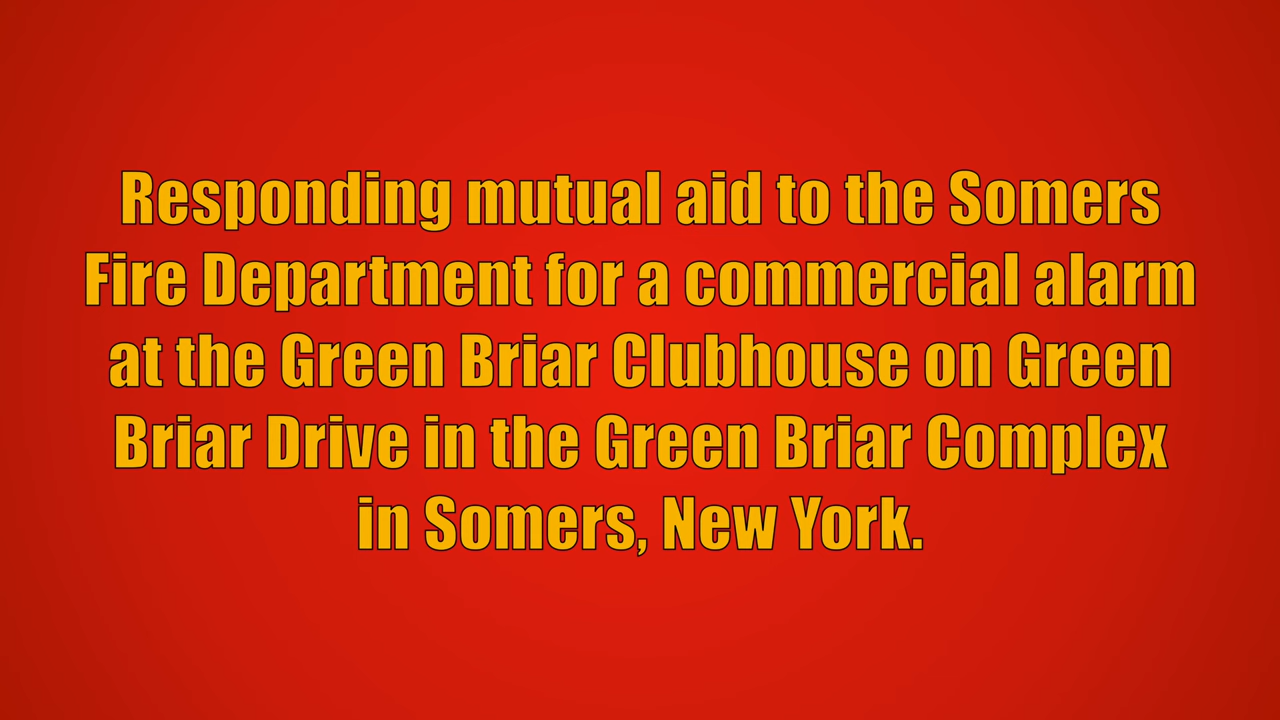 Responding mutual aid to the Somers
Fire Department for a commercial alarm
at the Green Briar Clubhouse on Green
Briar Drive in the Green Briar Complex
in Somers, New York.